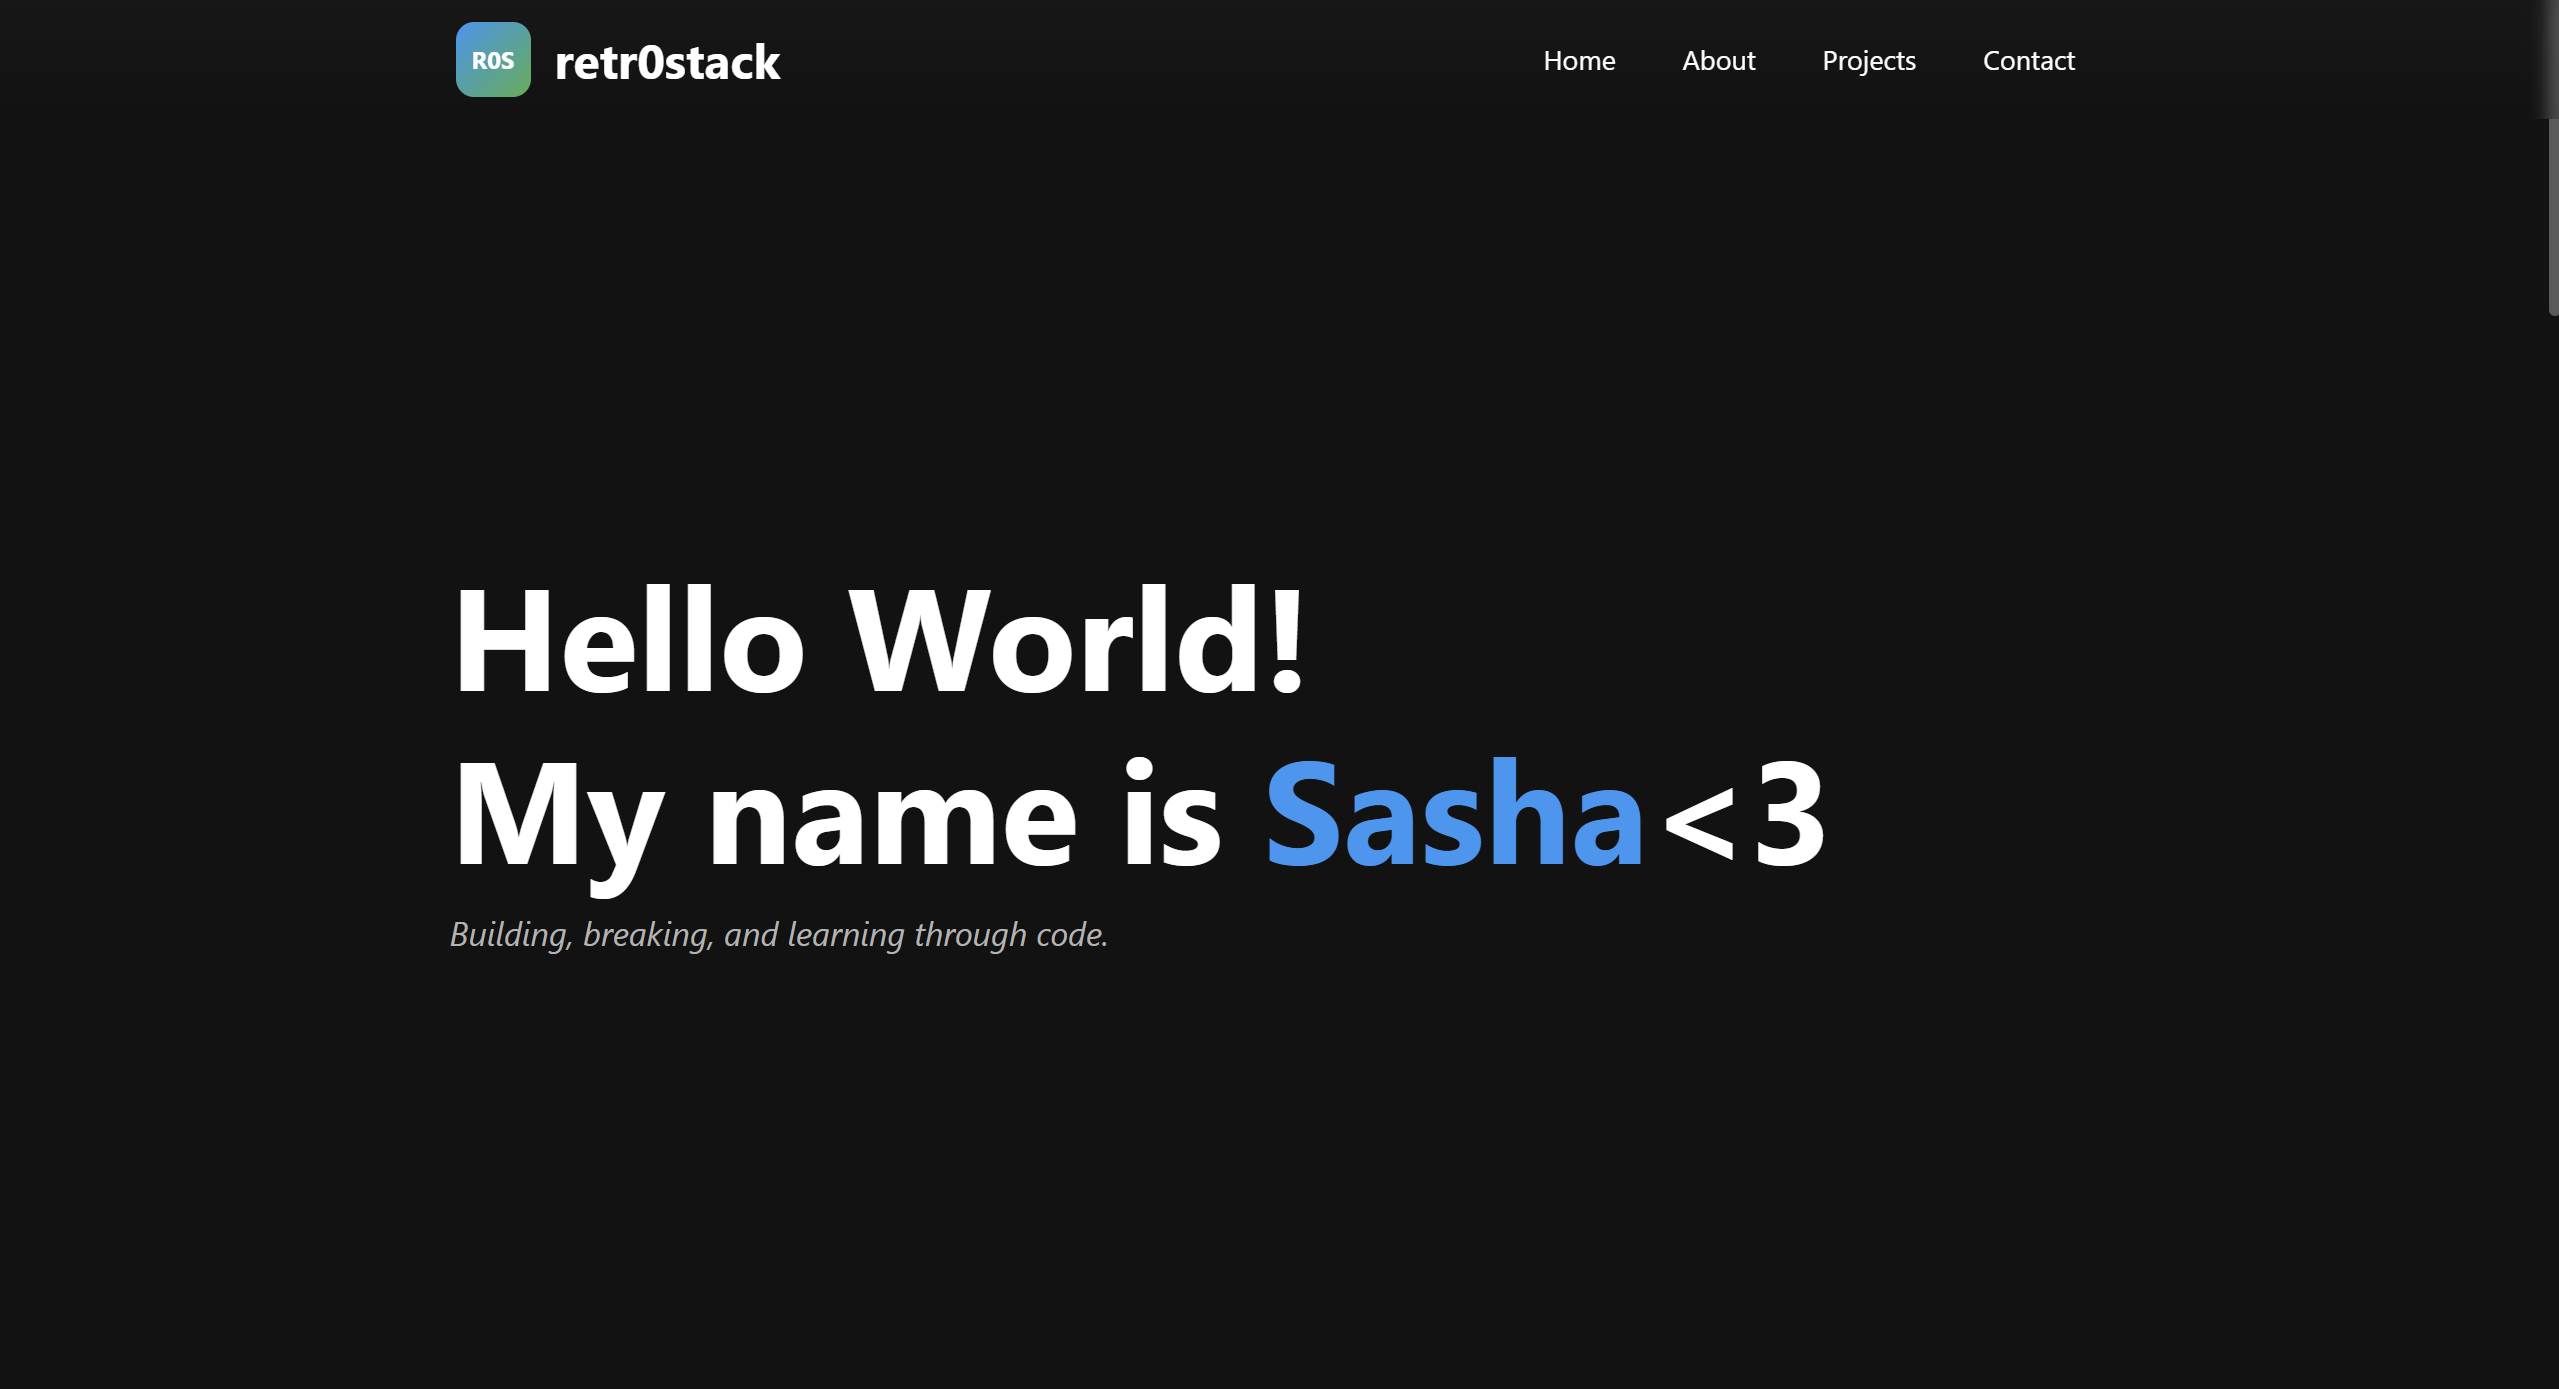 R0S
retr0stack
Home
About
Projects
Contact
Hello World!
My name is Sasha<3
Building, breaking, and learning through code.